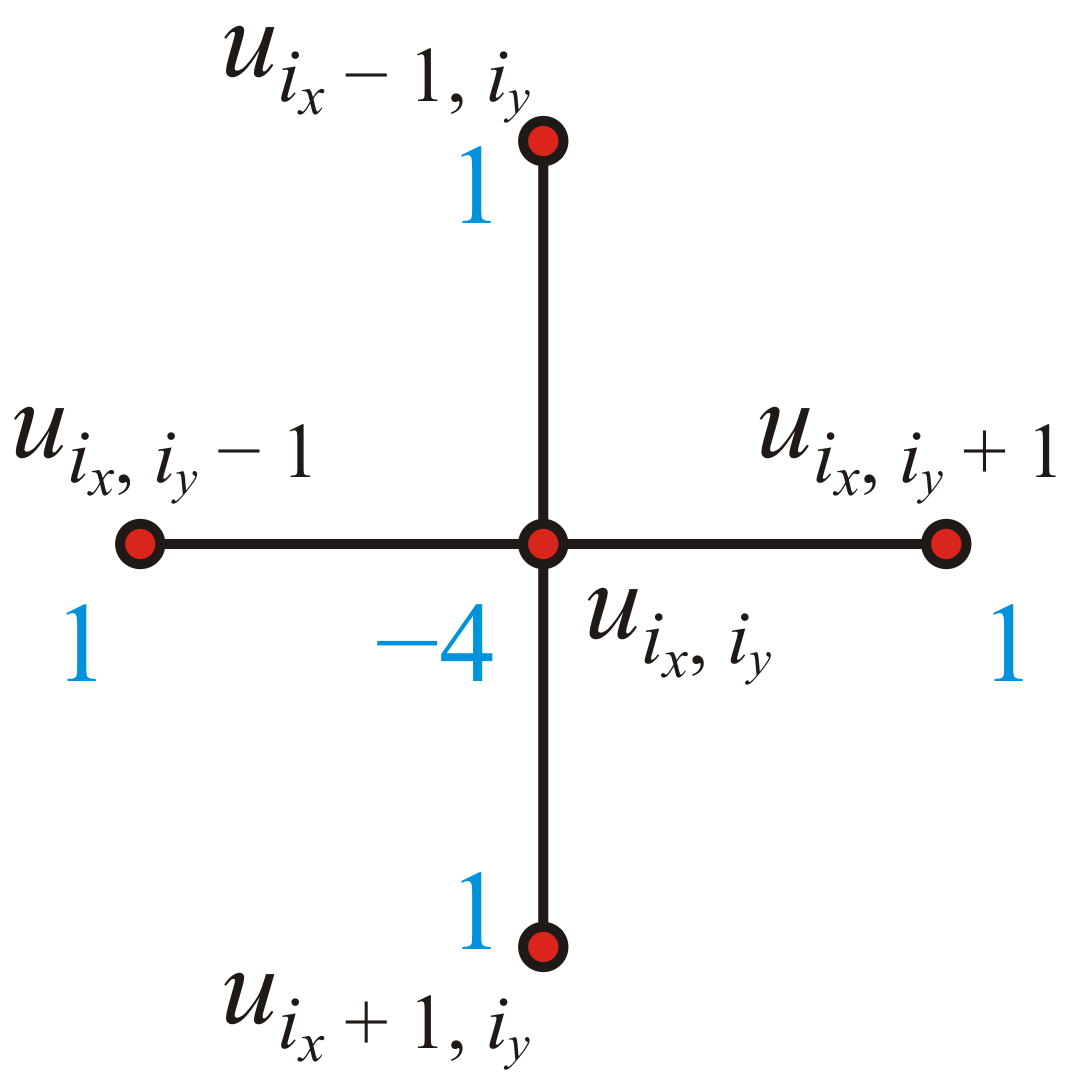 u_{i_x − 1, i_y}
1
u_{i_x, i_y − 1} u_{i_x, i_y + 1}
1 −4 u_{i_x, i_y} 1
1
u_{i_x + 1, i_y}